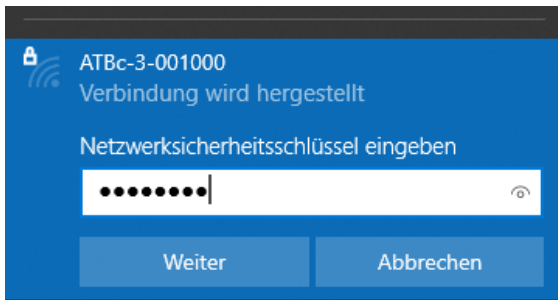 ATBc-3-001000
Verbindung wird hergestellt
Netzwerksicherheitsschlüssel eingeben
••••••••
Weiter
Abbrechen